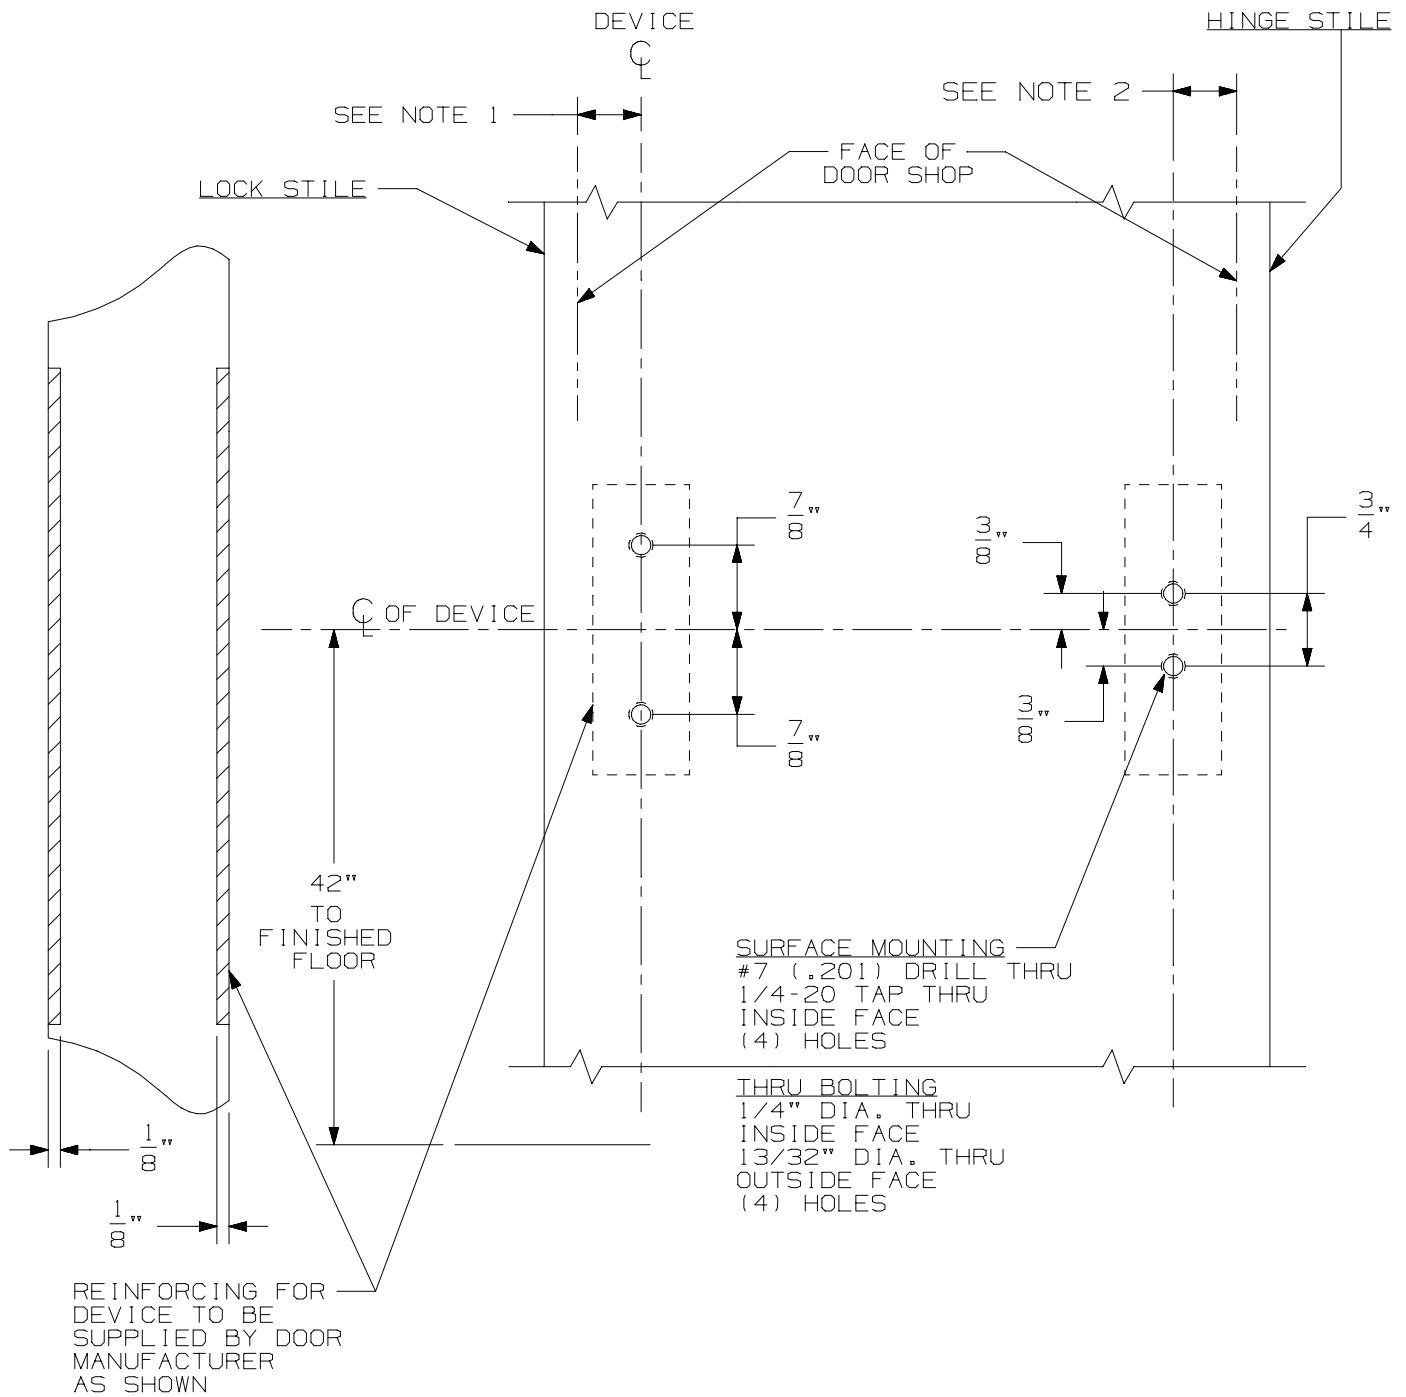 DEVICE
℄
HINGE STILE
SEE NOTE 1
SEE NOTE 2
FACE OF
DOOR SHOP
LOCK STILE
7/8"
3/8"
3/4"
℄ OF DEVICE
3/8"
7/8"
42"
TO
FINISHED
FLOOR
SURFACE MOUNTING
#7 (.201) DRILL THRU
1/4-20 TAP THRU
INSIDE FACE
(4) HOLES
THRU BOLTING
1/4" DIA. THRU
INSIDE FACE
13/32" DIA. THRU
OUTSIDE FACE
(4) HOLES
1/8"
1/8"
REINFORCING FOR
DEVICE TO BE
SUPPLIED BY DOOR
MANUFACTURER
AS SHOWN